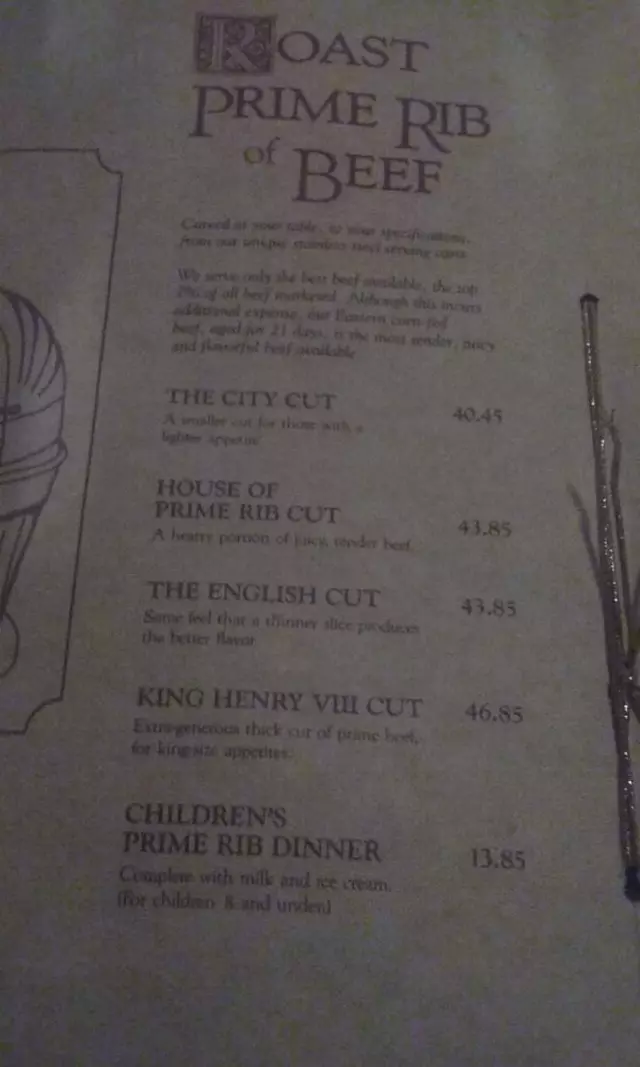 ROAST
PRIME RIB
of BEEF
Carved at your table, to your specifications,
from our unique stainless steel serving carts.
We serve only the best beef available, the top
2% of all beef marketed. Although this incurs
additional expense, our Eastern corn-fed
beef, aged for 21 days, is the most tender, juicy
and flavorful beef available.
THE CITY CUT 40.45
A smaller cut for those with a
lighter appetite.
HOUSE OF
PRIME RIB CUT 43.85
A hearty portion of juicy, tender beef.
THE ENGLISH CUT 43.85
Some feel that a thinner slice produces
the better flavor.
KING HENRY VIII CUT 46.85
Extra-generous thick cut of prime beef,
for king-size appetites.
CHILDREN'S
PRIME RIB DINNER 13.85
Complete with milk and ice cream.
(For children 8 and under.)